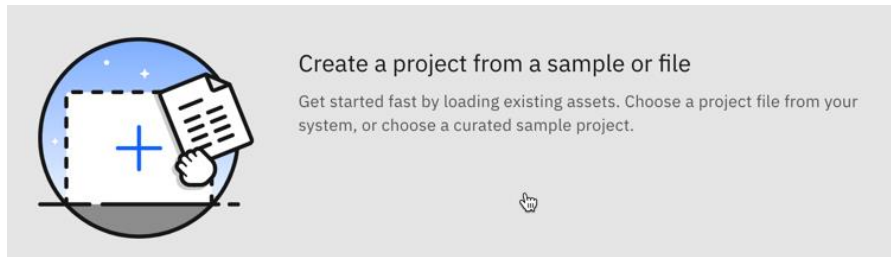 Create a project from a sample or file
Get started fast by loading existing assets. Choose a project file from your
system, or choose a curated sample project.